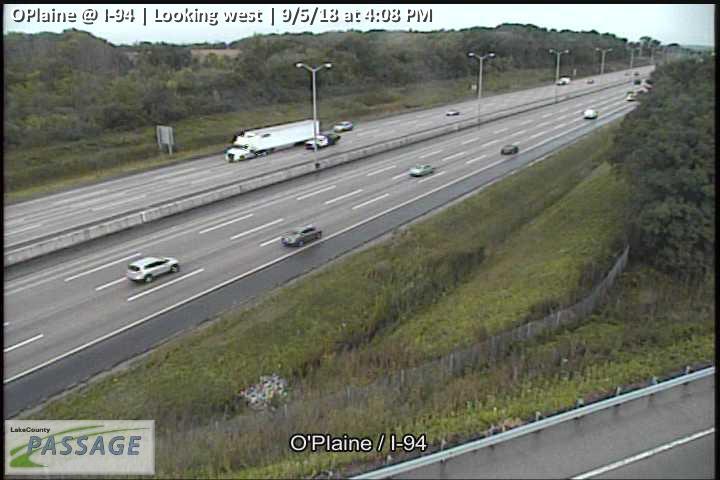 OPlaine @ I-94 | Looking west | 9/5/18 at 4:08 PM
O'Plaine / I-94
LakeCounty
PASSAGE